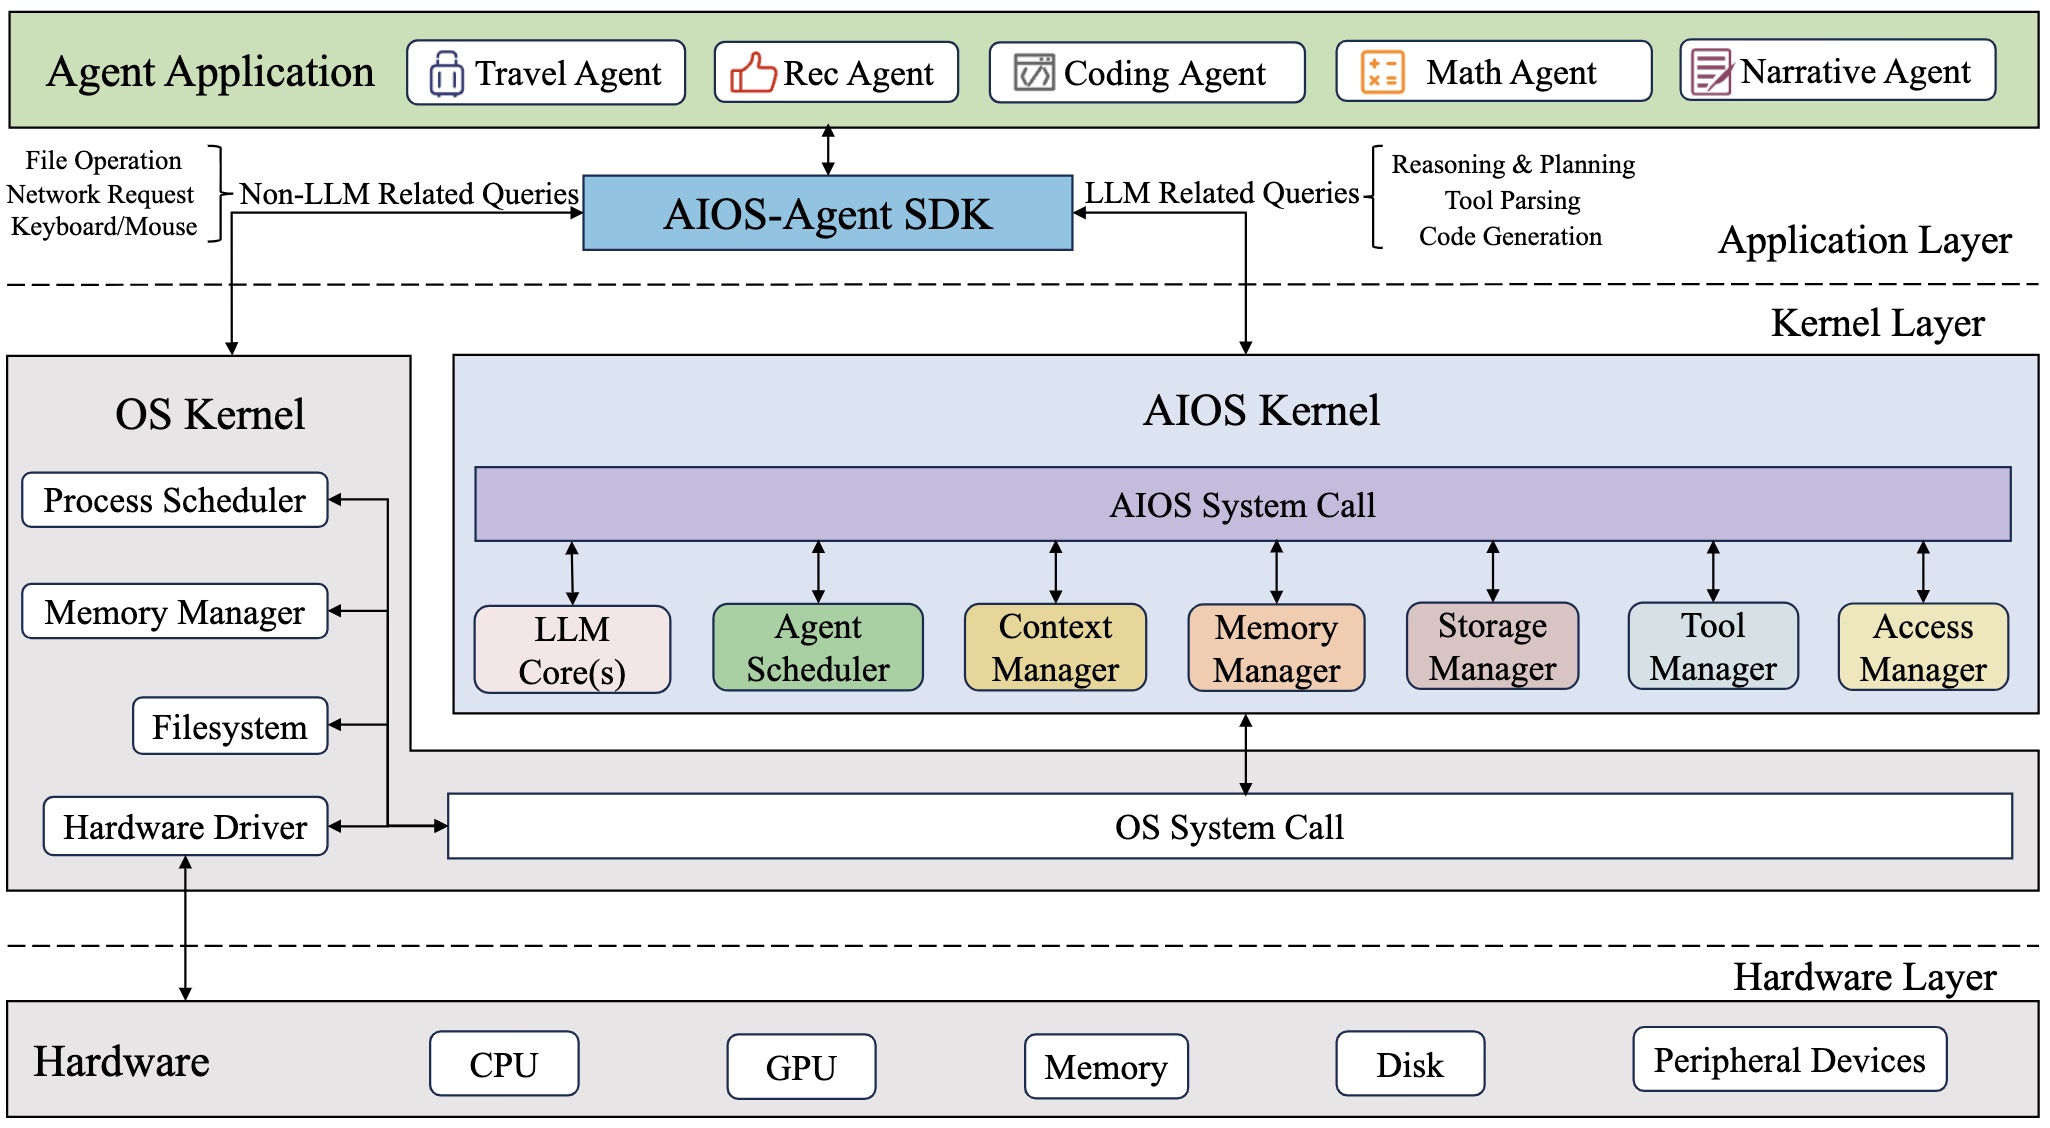 Agent Application
Travel Agent
Rec Agent
Coding Agent
Math Agent
Narrative Agent
File Operation
Network Request
Keyboard/Mouse
Non-LLM Related Queries
AIOS-Agent SDK
LLM Related Queries
Reasoning & Planning
Tool Parsing
Code Generation
Application Layer
Kernel Layer
OS Kernel
Process Scheduler
Memory Manager
Filesystem
Hardware Driver
AIOS Kernel
AIOS System Call
LLM
Core(s)
Agent
Scheduler
Context
Manager
Memory
Manager
Storage
Manager
Tool
Manager
Access
Manager
OS System Call
Hardware Layer
Hardware
CPU
GPU
Memory
Disk
Peripheral Devices